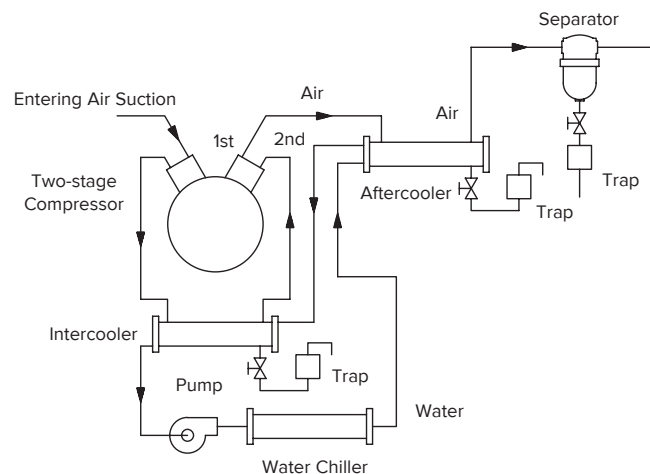 Separator
Entering Air Suction
Air
Air
1st
2nd
Two-stage
Compressor
Aftercooler
Trap
Trap
Intercooler
Trap
Pump
Water
Water Chiller